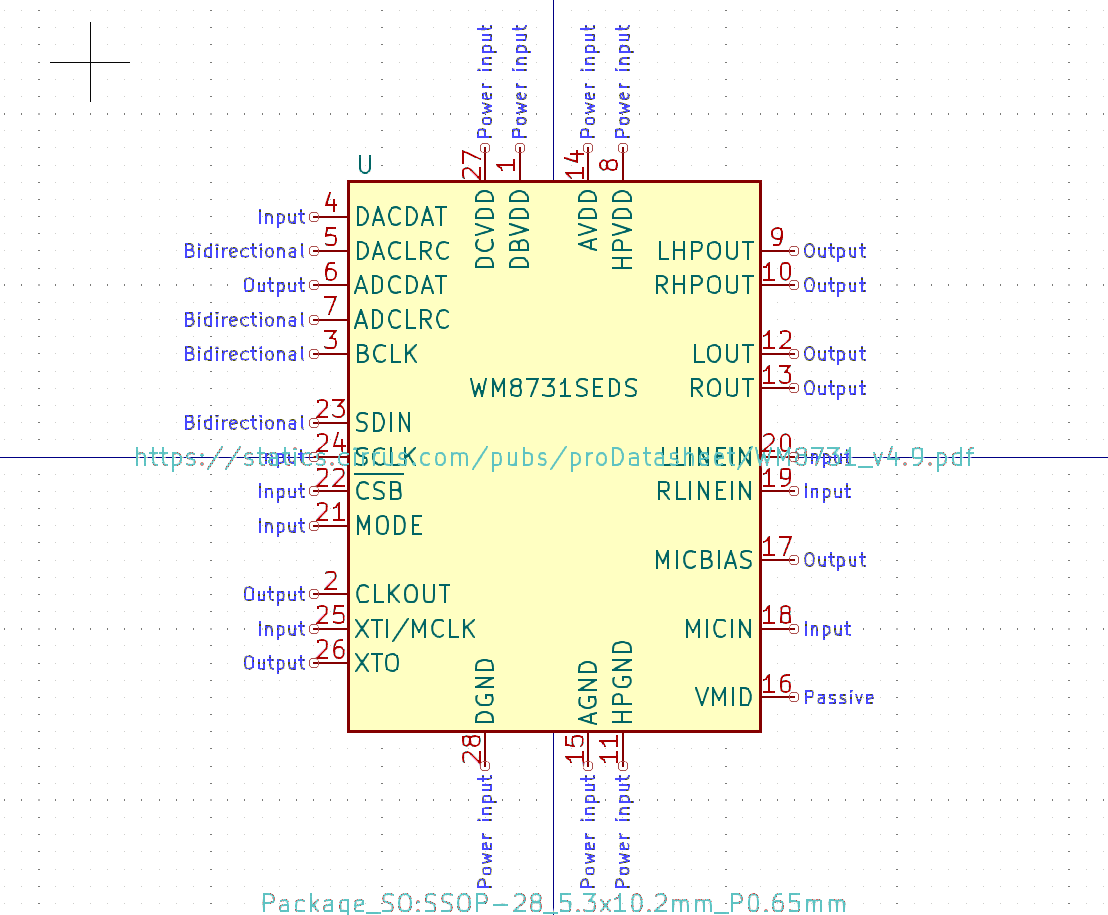 Power input
Power input
Power input
Power input
27
1
14
8
U
DCVDD
DBVDD
AVDD
HPVDD
Input 4 DACDAT
Bidirectional 5 DACLRC
LHPOUT 9 Output
Output 6 ADCDAT
RHPOUT 10 Output
Bidirectional 7 ADCLRC
Bidirectional 3 BCLK
LOUT 12 Output
WM8731SEDS
ROUT 13 Output
Bidirectional 23 SDIN
Input 24 SCLK
https://statics.cirrus.com/pubs/proDatasheet/WM8731_v4.9.pdf
LLINEIN 20 Input
Input 22 CSB
RLINEIN 19 Input
Input 21 MODE
MICBIAS 17 Output
Output 2 CLKOUT
Input 25 XTI/MCLK
MICIN 18 Input
Output 26 XTO
VMID 16 Passive
DGND
AGND
HPGND
28
15
11
Power input
Power input
Power input
Package_SO:SSOP-28_5.3x10.2mm_P0.65mm